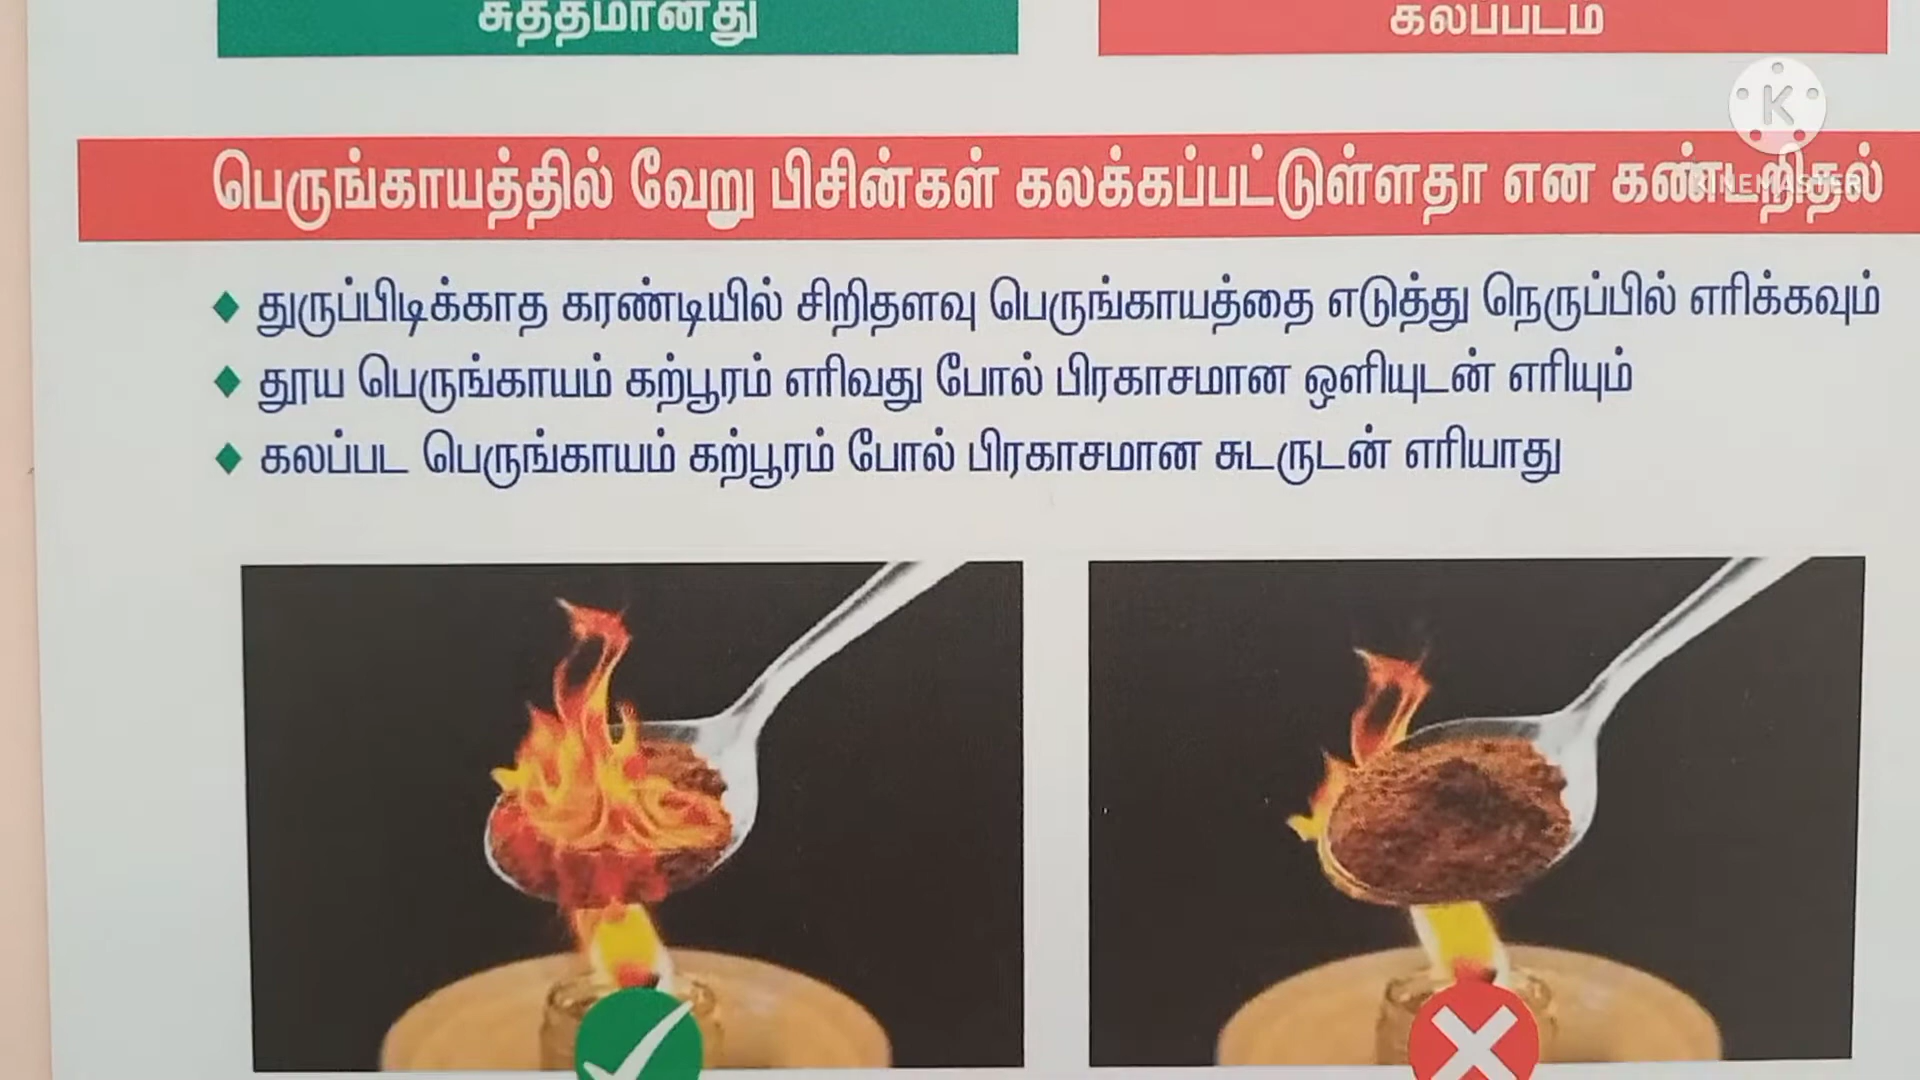 சுத்தமானது
கலப்படம்
K
KINEMASTER
பெருங்காயத்தில் வேறு பிசின்கள் கலக்கப்பட்டுள்ளதா என கண்டறிதல்
துருப்பிடிக்காத கரண்டியில் சிறிதளவு பெருங்காயத்தை எடுத்து நெருப்பில் எரிக்கவும்
தூய பெருங்காயம் கற்பூரம் எரிவது போல் பிரகாசமான ஒளியுடன் எரியும்
கலப்பட பெருங்காயம் கற்பூரம் போல் பிரகாசமான சுடருடன் எரியாது